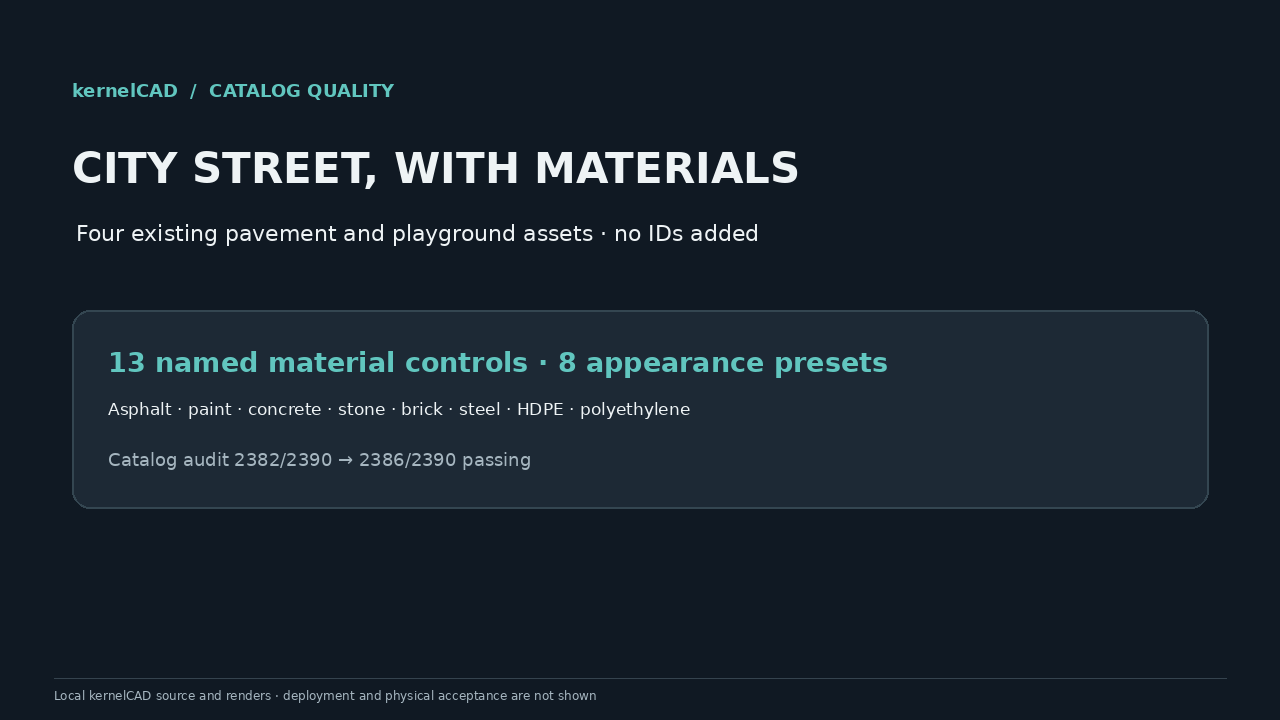 kernelCAD / CATALOG QUALITY
CITY STREET, WITH MATERIALS
Four existing pavement and playground assets · no IDs added
13 named material controls · 8 appearance presets
Asphalt · paint · concrete · stone · brick · steel · HDPE · polyethylene
Catalog audit 2382/2390 → 2386/2390 passing
Local kernelCAD source and renders · deployment and physical acceptance are not shown